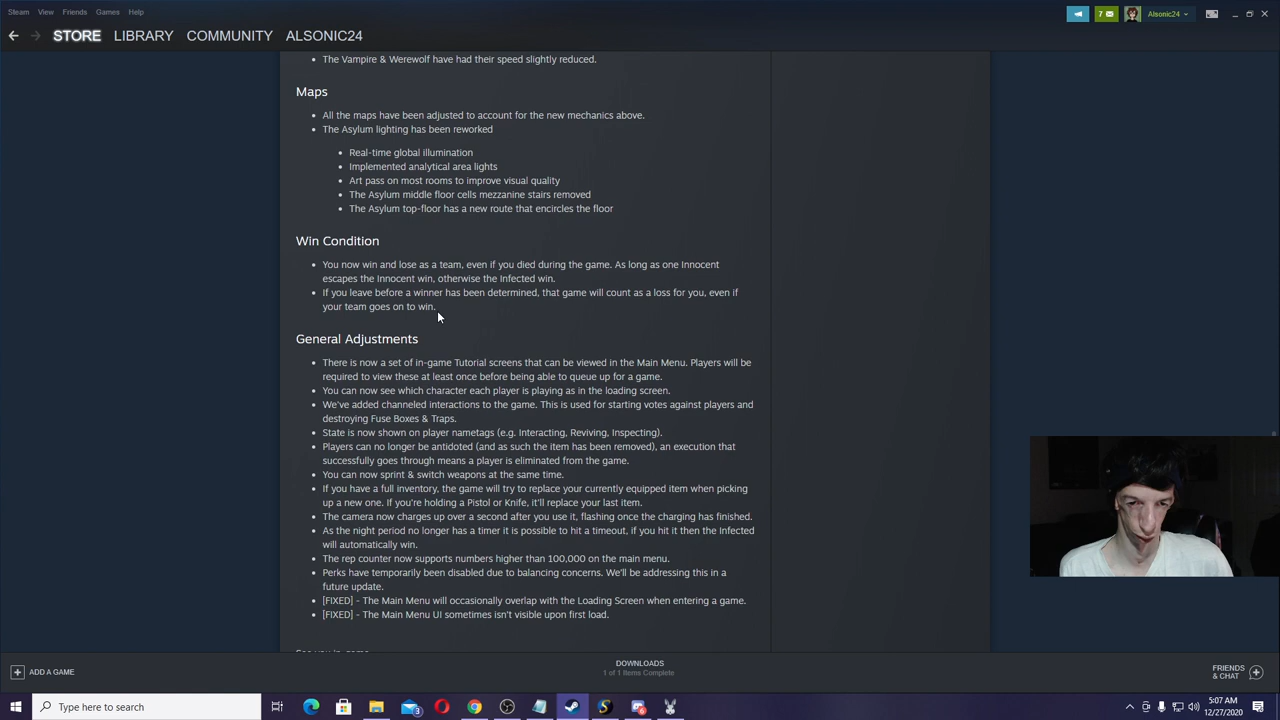 Steam View Friends Games Help
7 Alsonic24
STORE LIBRARY COMMUNITY ALSONIC24
The Vampire & Werewolf have had their speed slightly reduced.
Maps
All the maps have been adjusted to account for the new mechanics above.
The Asylum lighting has been reworked
Real-time global illumination
Implemented analytical area lights
Art pass on most rooms to improve visual quality
The Asylum middle floor cells mezzanine stairs removed
The Asylum top-floor has a new route that encircles the floor
Win Condition
You now win and lose as a team, even if you died during the game. As long as one Innocent
escapes the Innocent win, otherwise the Infected win.
If you leave before a winner has been determined, that game will count as a loss for you, even if
your team goes on to win.
General Adjustments
There is now a set of in-game Tutorial screens that can be viewed in the Main Menu. Players will be
required to view these at least once before being able to queue up for a game.
You can now see which character each player is playing as in the loading screen.
We've added channeled interactions to the game. This is used for starting votes against players and
destroying Fuse Boxes & Traps.
State is now shown on player nametags (e.g. Interacting, Reviving, Inspecting).
Players can no longer be antidoted (and as such the item has been removed), an execution that
successfully goes through means a player is eliminated from the game.
You can now sprint & switch weapons at the same time.
If you have a full inventory, the game will try to replace your currently equipped item when picking
up a new one. If you're holding a Pistol or Knife, it'll replace your last item.
The camera now charges up over a second after you use it, flashing once the charging has finished.
As the night period no longer has a timer it is possible to hit a timeout, if you hit it then the Infected
will automatically win.
The rep counter now supports numbers higher than 100,000 on the main menu.
Perks have temporarily been disabled due to balancing concerns. We'll be addressing this in a
future update.
[FIXED] - The Main Menu will occasionally overlap with the Loading Screen when entering a game.
[FIXED] - The Main Menu UI sometimes isn't visible upon first load.
See you in-game
ADD A GAME
DOWNLOADS
1 of 1 Items Complete
FRIENDS
& CHAT
Type here to search
5:07 AM
12/27/2020